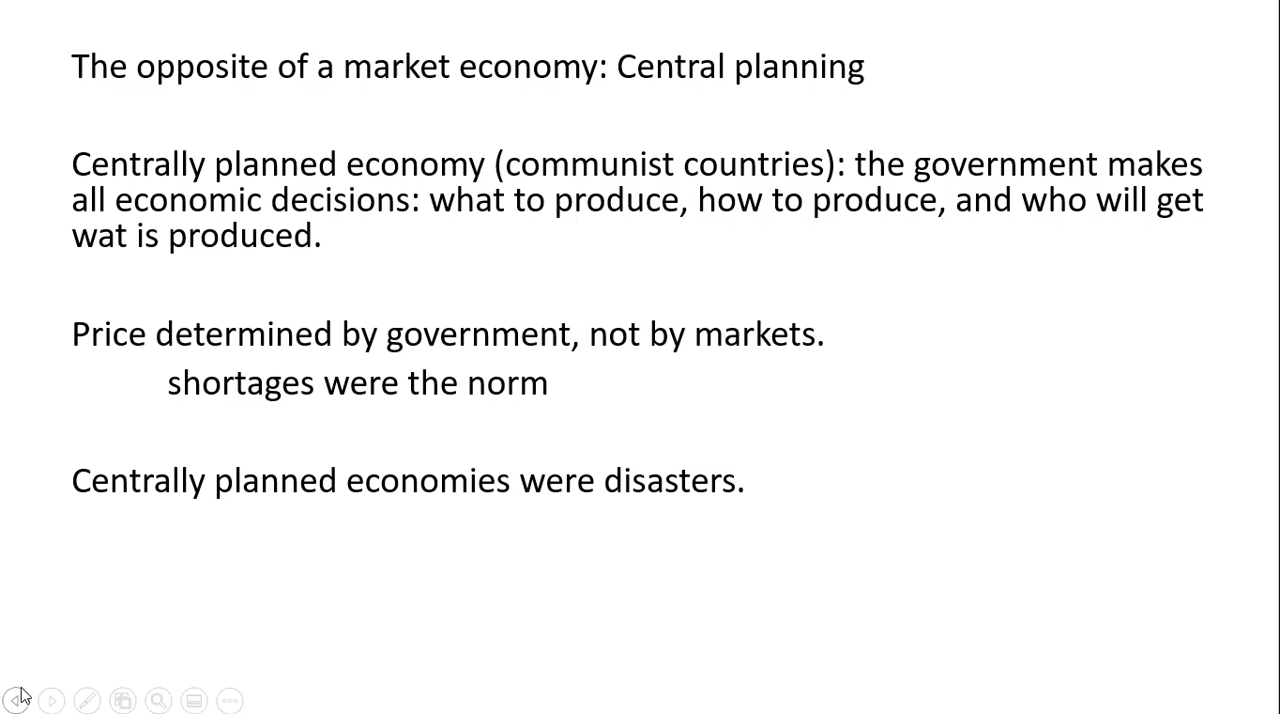 The opposite of a market economy: Central planning
Centrally planned economy (communist countries): the government makes
all economic decisions: what to produce, how to produce, and who will get
wat is produced.
Price determined by government, not by markets.
shortages were the norm
Centrally planned economies were disasters.